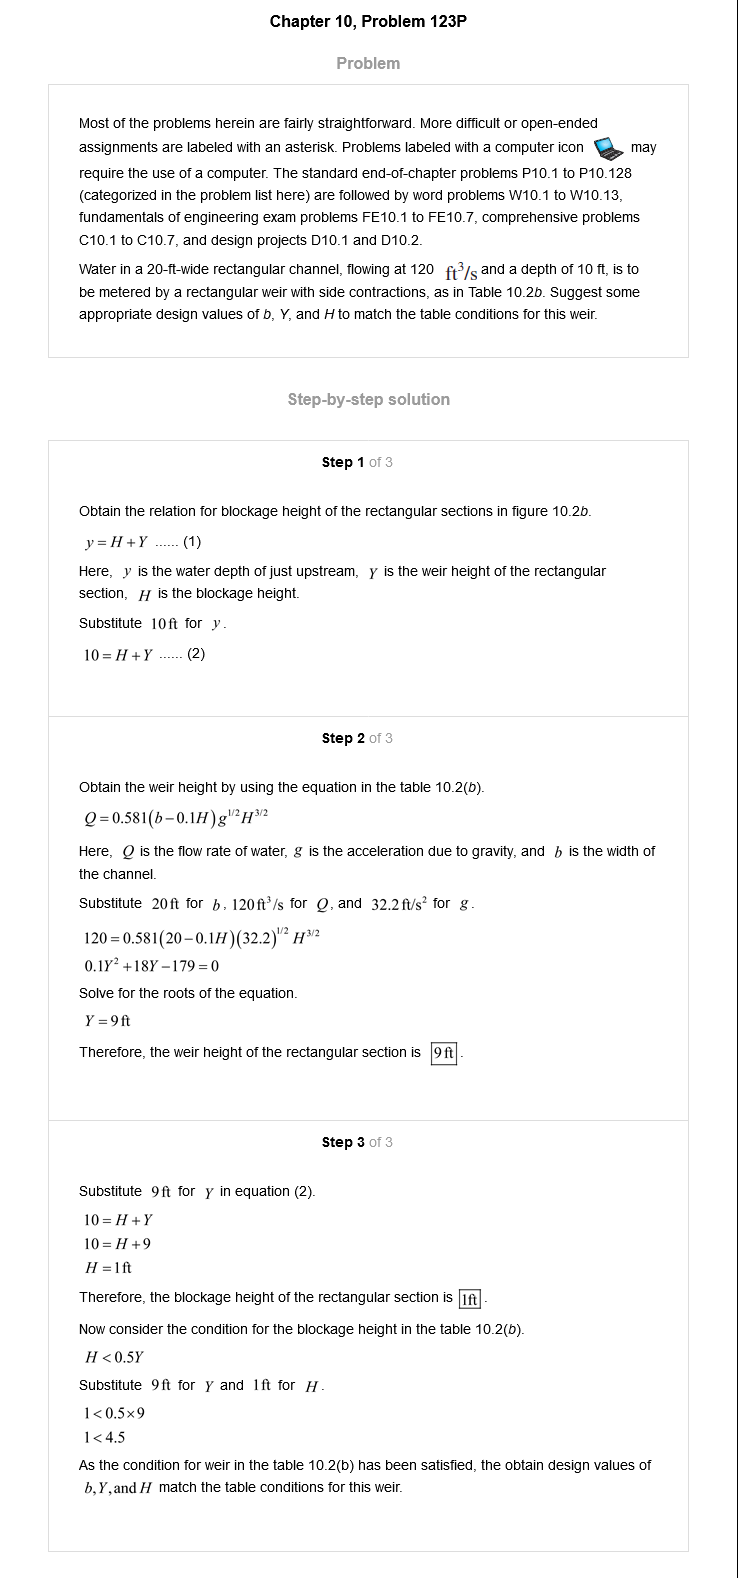 Chapter 10, Problem 123P
Problem
Most of the problems herein are fairly straightforward. More difficult or open-ended
assignments are labeled with an asterisk. Problems labeled with a computer icon may
require the use of a computer. The standard end-of-chapter problems P10.1 to P10.128
(categorized in the problem list here) are followed by word problems W10.1 to W10.13,
fundamentals of engineering exam problems FE10.1 to FE10.7, comprehensive problems
C10.1 to C10.7, and design projects D10.1 and D10.2.
Water in a 20-ft-wide rectangular channel, flowing at 120 ft³/s and a depth of 10 ft, is to
be metered by a rectangular weir with side contractions, as in Table 10.2b. Suggest some
appropriate design values of b, Y, and H to match the table conditions for this weir.
Step-by-step solution
Step 1 of 3
Obtain the relation for blockage height of the rectangular sections in figure 10.2b.
y = H + Y ...... (1)
Here, y is the water depth of just upstream, Y is the weir height of the rectangular
section, H is the blockage height.
Substitute 10 ft for y.
10 = H + Y ...... (2)
Step 2 of 3
Obtain the weir height by using the equation in the table 10.2(b).
Q = 0.581(b − 0.1H)g^{1/2}H^{3/2}
Here, Q is the flow rate of water, g is the acceleration due to gravity, and b is the width of
the channel.
Substitute 20 ft for b, 120 ft³/s for Q, and 32.2 ft/s² for g.
120 = 0.581(20 − 0.1H)(32.2)^{1/2} H^{3/2}
0.1Y² + 18Y − 179 = 0
Solve for the roots of the equation.
Y = 9 ft
Therefore, the weir height of the rectangular section is 9 ft.
Step 3 of 3
Substitute 9 ft for Y in equation (2).
10 = H + Y
10 = H + 9
H = 1 ft
Therefore, the blockage height of the rectangular section is 1 ft.
Now consider the condition for the blockage height in the table 10.2(b).
H < 0.5Y
Substitute 9 ft for Y and 1 ft for H.
1 < 0.5×9
1 < 4.5
As the condition for weir in the table 10.2(b) has been satisfied, the obtain design values of
b, Y, and H match the table conditions for this weir.